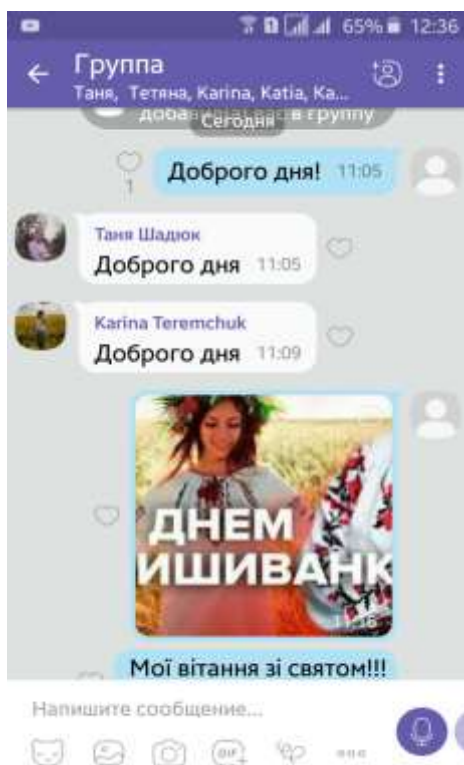 65% 12:36
Группа
Таня, Тетяна, Karina, Katia, Ka...
в группу
Сегодня
Доброго дня! 11:05
1
Таня Шадюк
Доброго дня 11:05
Karina Teremchuk
Доброго дня 11:09
ДНЕМ
ИШИВАНК
Мої вітання зі святом!!!
Напишите сообщение...
GIF